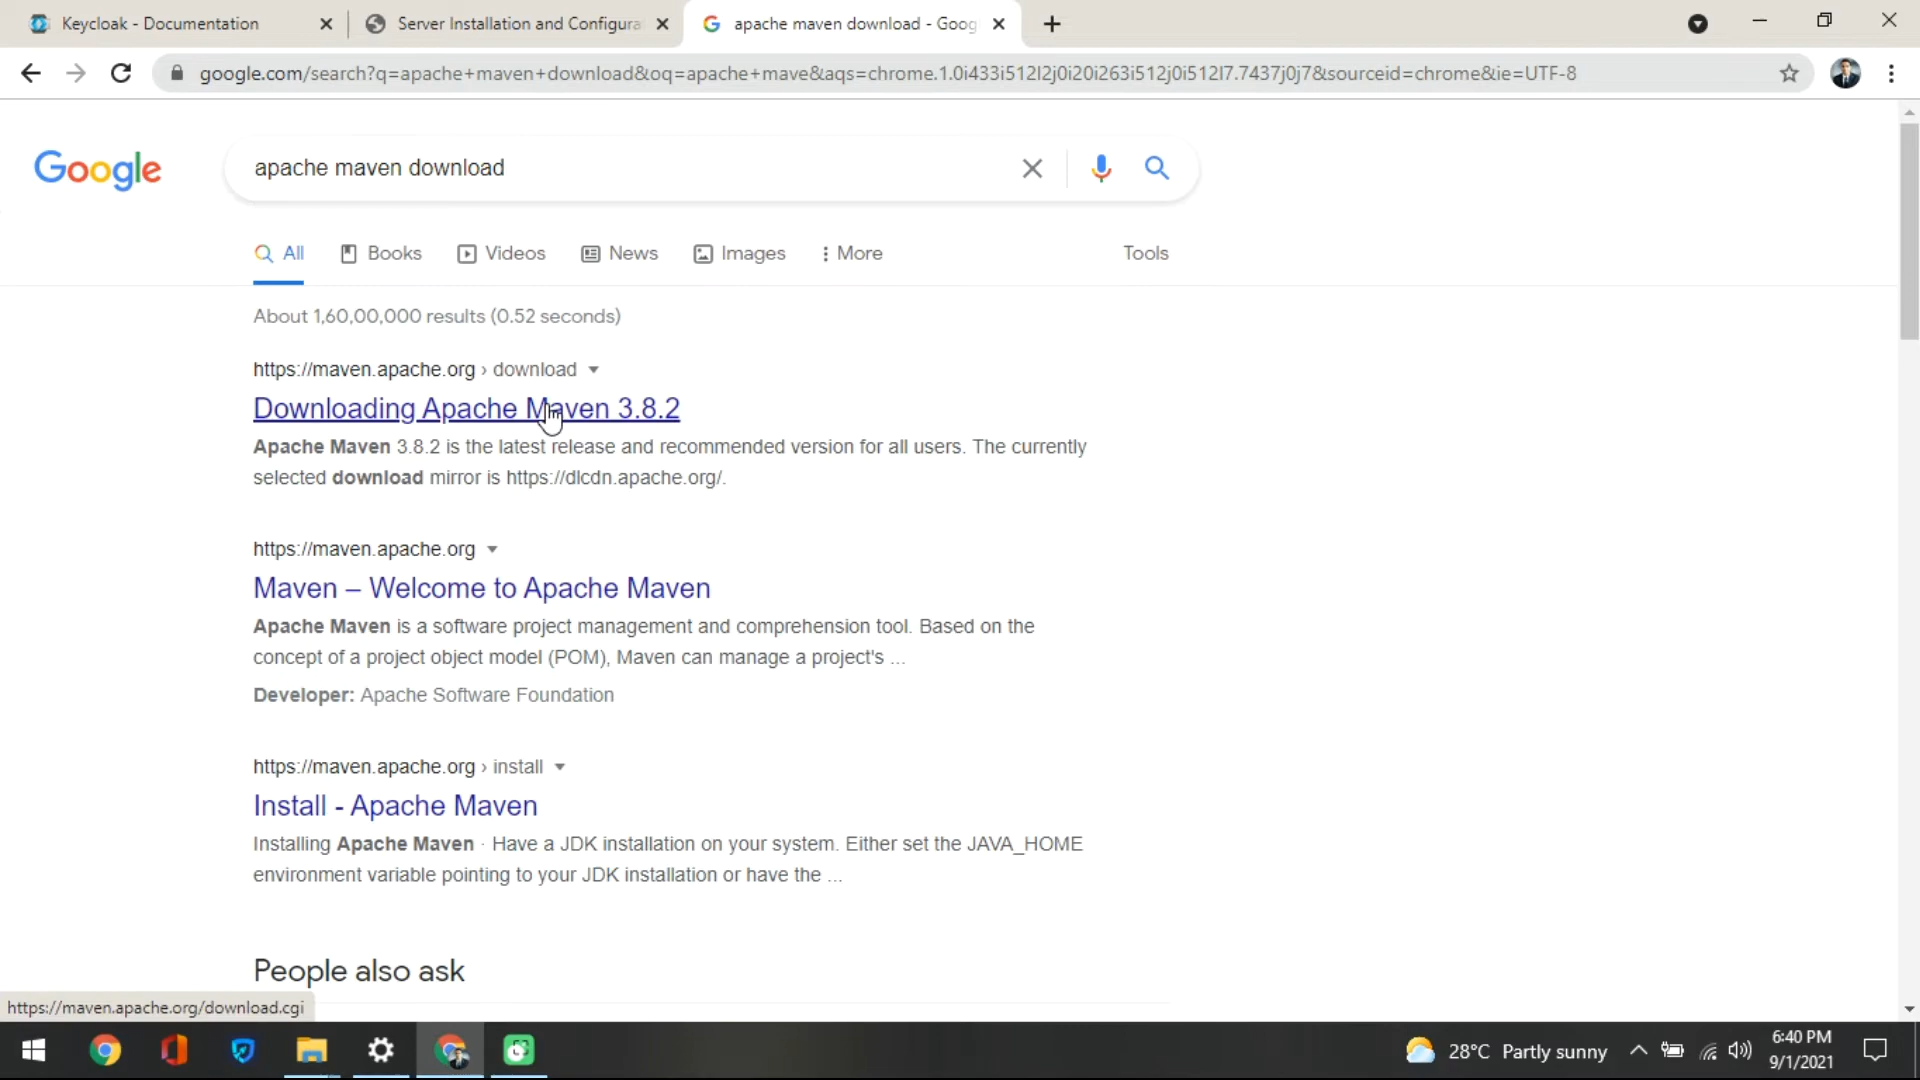 Keycloak - Documentation
Server Installation and Configura
apache maven download - Goog
google.com/search?q=apache+maven+download&oq=apache+mave&aqs=chrome.1.0i433i512l2j0i20i263i512j0i512l7.7437j0j7&sourceid=chrome&ie=UTF-8
Google
apache maven download
All
Books
Videos
News
Images
More
Tools
About 1,60,00,000 results (0.52 seconds)
https://maven.apache.org › download
Downloading Apache Maven 3.8.2
Apache Maven 3.8.2 is the latest release and recommended version for all users. The currently
selected download mirror is https://dlcdn.apache.org/.
https://maven.apache.org
Maven – Welcome to Apache Maven
Apache Maven is a software project management and comprehension tool. Based on the
concept of a project object model (POM), Maven can manage a project's ...
Developer: Apache Software Foundation
https://maven.apache.org › install
Install - Apache Maven
Installing Apache Maven · Have a JDK installation on your system. Either set the JAVA_HOME
environment variable pointing to your JDK installation or have the ...
People also ask
https://maven.apache.org/download.cgi
28°C Partly sunny
6:40 PM
9/1/2021